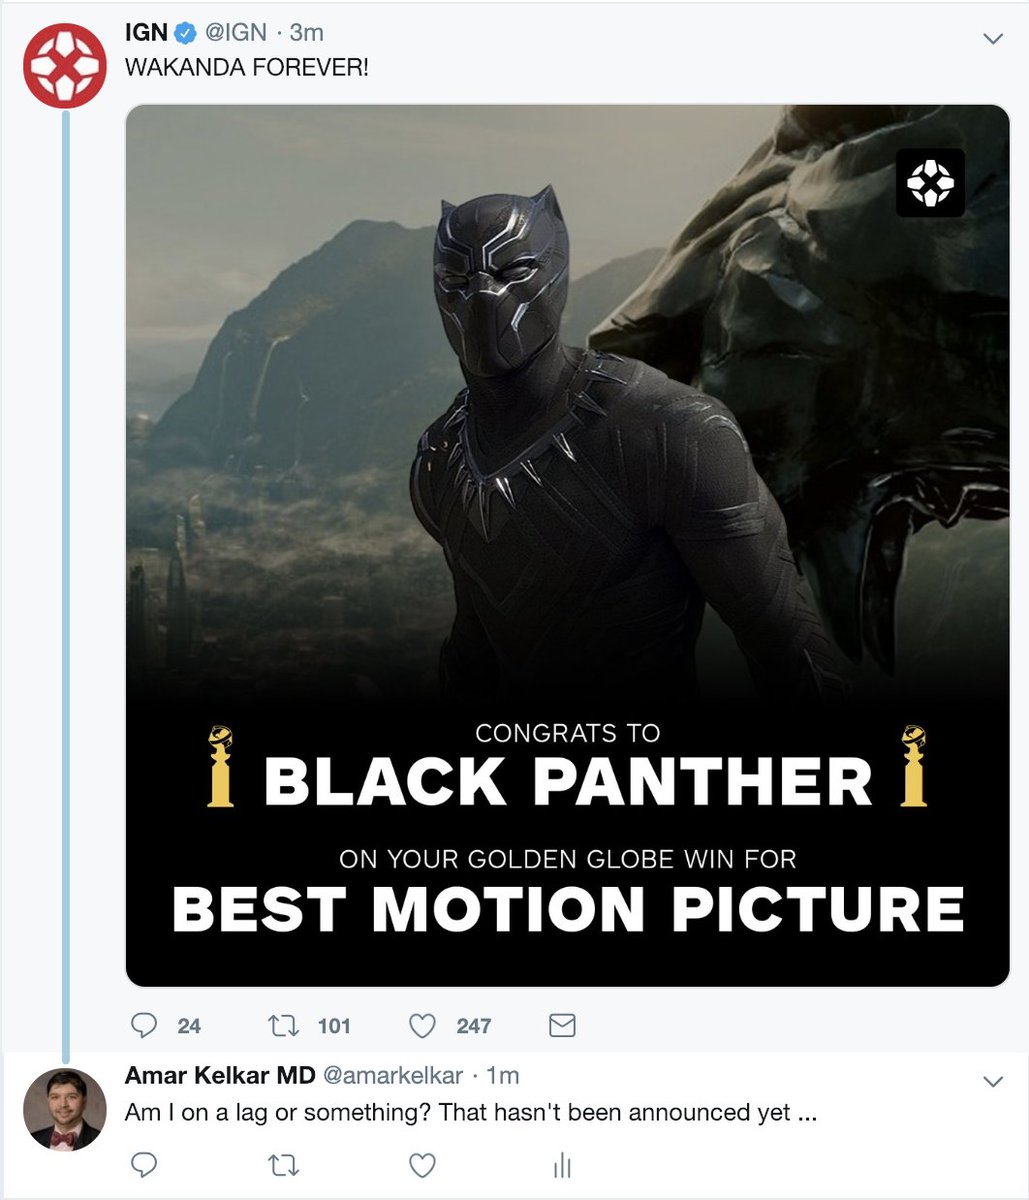 IGN @IGN · 3m
WAKANDA FOREVER!
CONGRATS TO
BLACK PANTHER
ON YOUR GOLDEN GLOBE WIN FOR
BEST MOTION PICTURE
24 101 247
Amar Kelkar MD @amarkelkar · 1m
Am I on a lag or something? That hasn't been announced yet ...